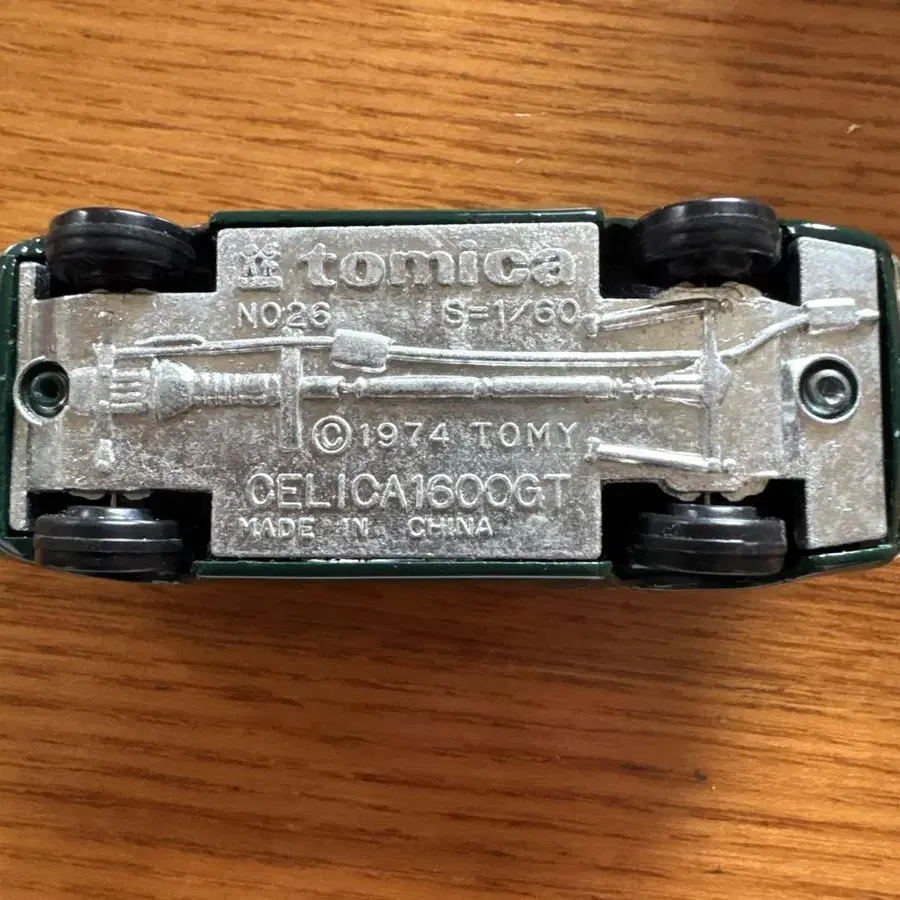 tomica
NO26 S=1/60
©1974 TOMY
CELICA1600GT
MADE IN CHINA